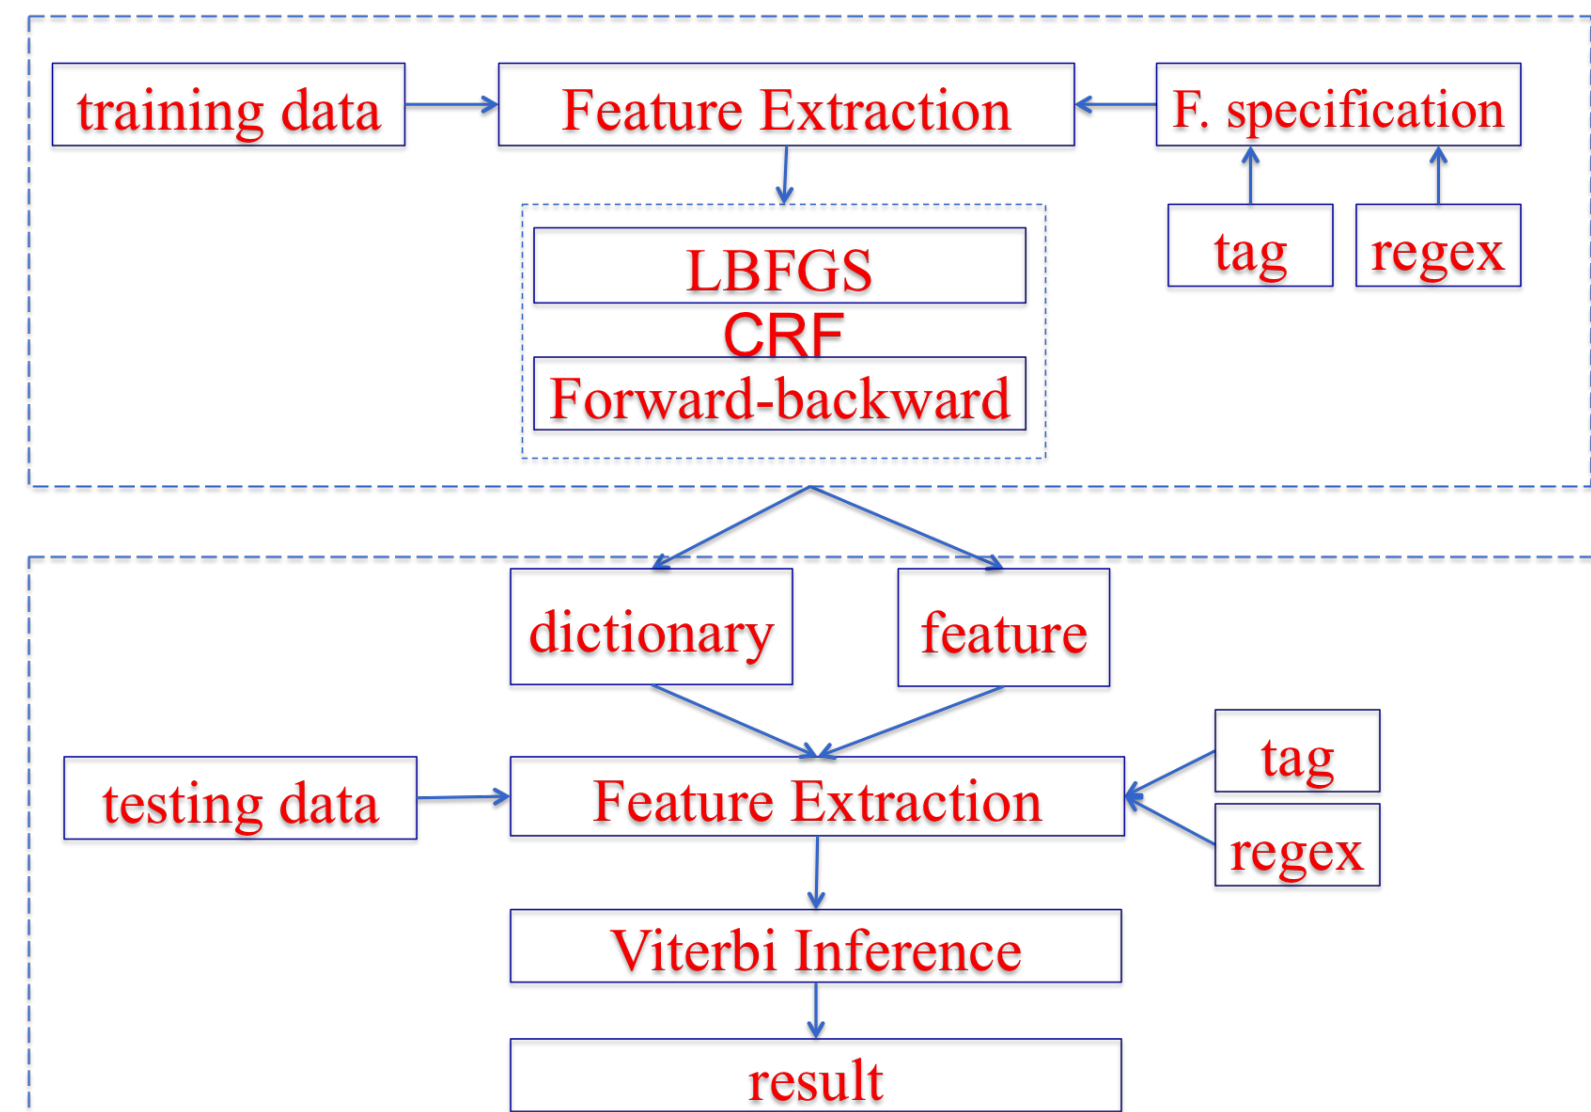 training data
Feature Extraction
F. specification
tag
regex
LBFGS
CRF
Forward-backward
dictionary
feature
tag
testing data
Feature Extraction
regex
Viterbi Inference
result